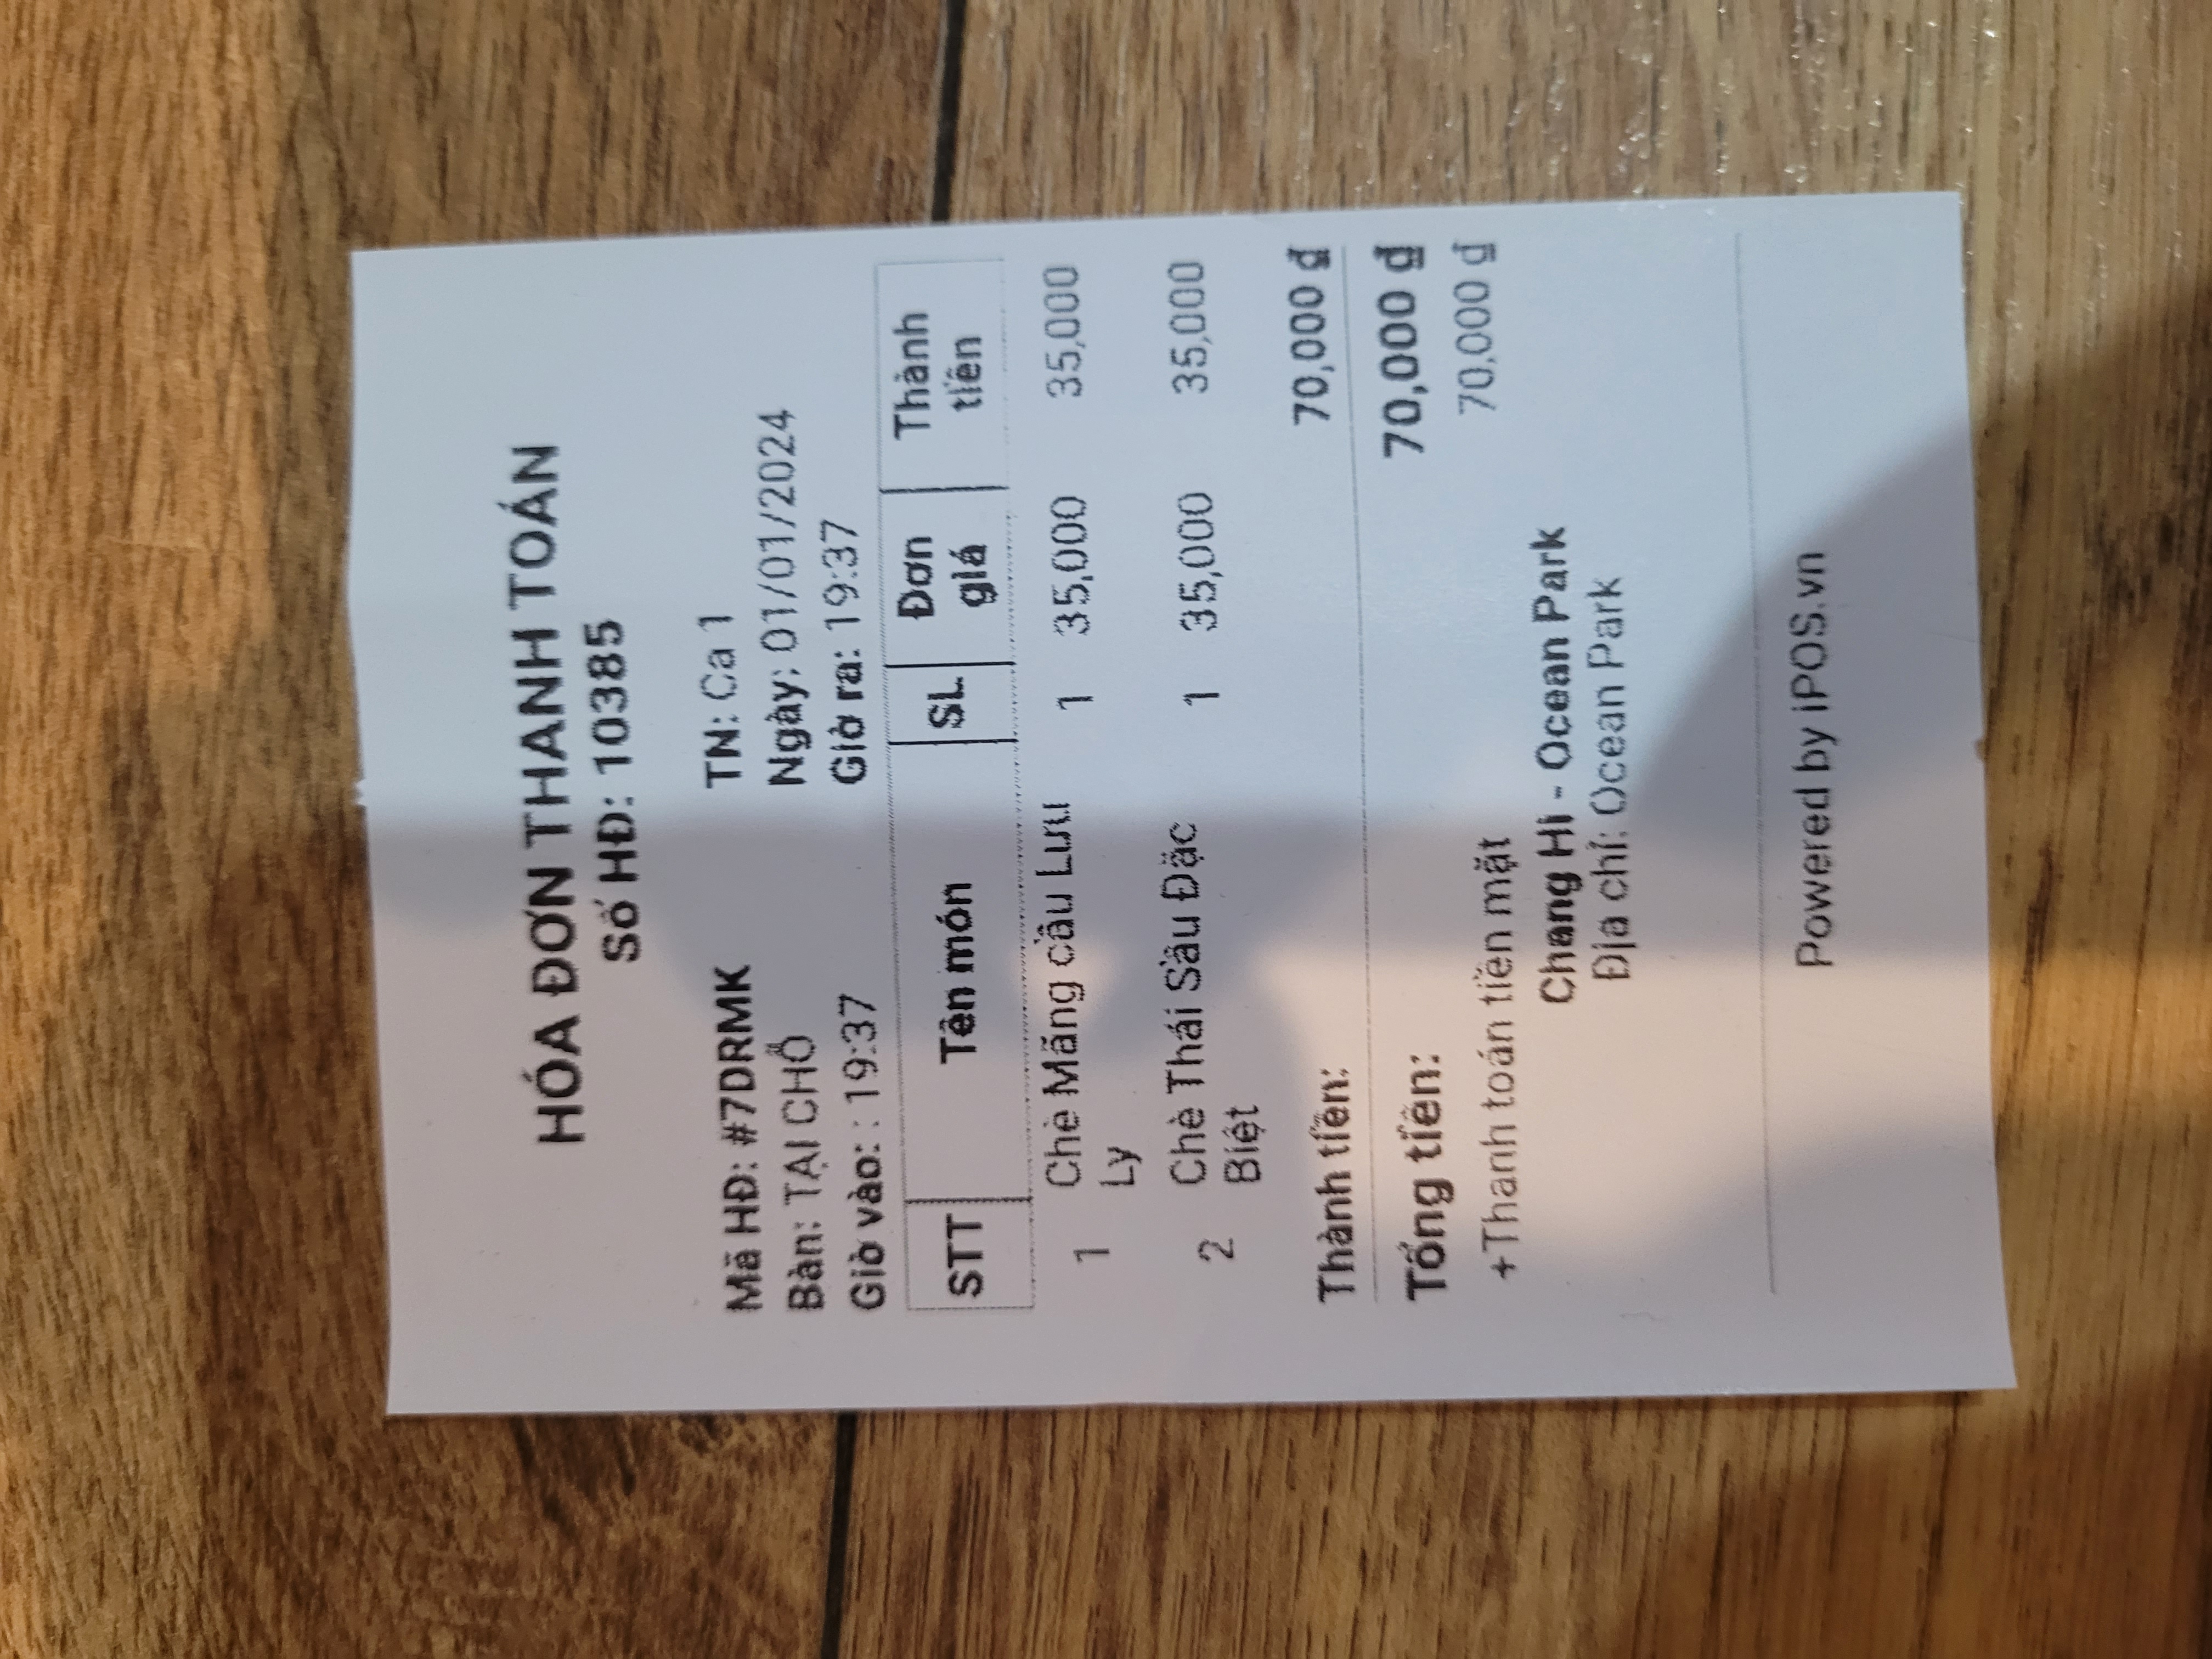 HÓA ĐƠN THANH TOÁN
Số HĐ: 10385
Mã HĐ: #7DRMK TN: Ca 1
Bàn: TẠI CHỖ Ngày: 01/01/2024
Giờ vào: : 19:37 Giờ ra: 19:37
STT Tên món SL Đơn giá Thành tiền
1 Chè Mãng cầu Lưu 1 35,000 35,000
Ly
2 Chè Thái Sầu Đặc 1 35,000 35,000
Biệt
Thành tiền: 70,000 ₫
Tổng tiền: 70,000 ₫
+Thanh toán tiền mặt 70,000 ₫
Chang Hi - Ocean Park
Địa chỉ: Ocean Park
Powered by iPOS.vn